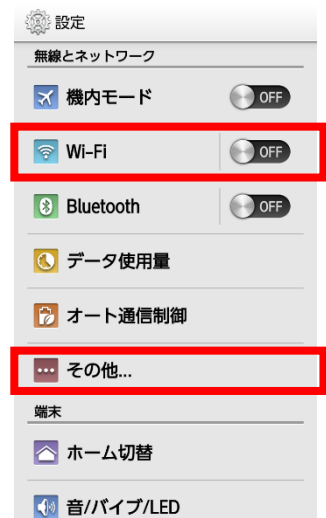 設定
無線とネットワーク
機内モード OFF
Wi-Fi OFF
Bluetooth OFF
データ使用量
オート通信制御
その他...
端末
ホーム切替
音/バイブ/LED